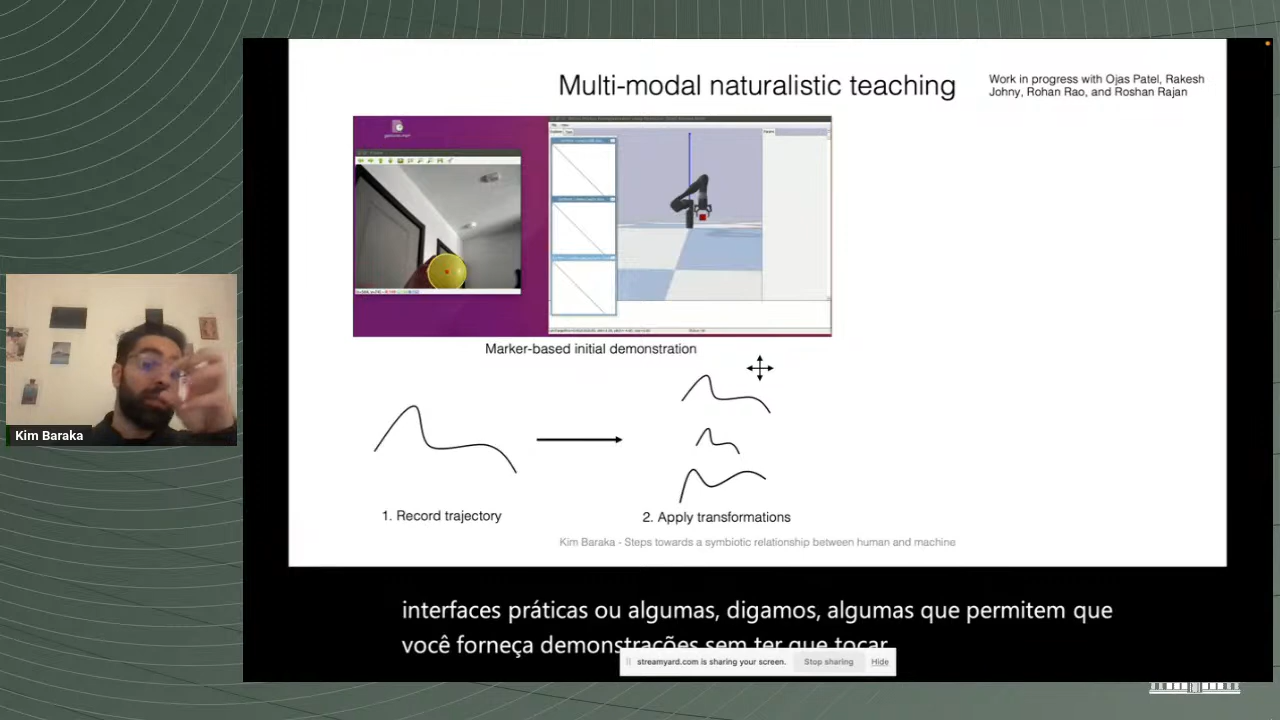 Multi-modal naturalistic teaching
Work in progress with Ojas Patel, Rakesh
Johny, Rohan Rao, and Roshan Rajan
Marker-based initial demonstration
1. Record trajectory
2. Apply transformations
Kim Baraka - Steps towards a symbiotic relationship between human and machine
Kim Baraka
interfaces práticas ou algumas, digamos, algumas que permitem que
você forneça demonstrações sem ter que tocar
streamyard.com is sharing your screen.
Stop sharing
Hide